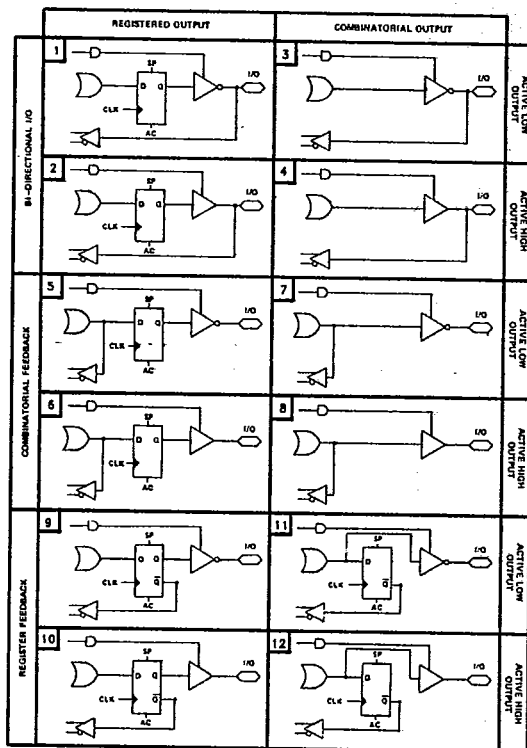 REGISTERED OUTPUT
COMBINATORIAL OUTPUT
BI-DIRECTIONAL I/O
1
SP
D Q
CLK
AC
I/O
3
I/O
ACTIVE LOW
OUTPUT
2
SP
D Q
CLK
AC
I/O
4
I/O
ACTIVE HIGH
OUTPUT
COMBINATORIAL FEEDBACK
5
SP
D Q
CLK
AC
I/O
7
I/O
ACTIVE LOW
OUTPUT
6
SP
D Q
CLK
AC
I/O
8
I/O
ACTIVE HIGH
OUTPUT
REGISTER FEEDBACK
9
SP
D Q
CLK
Q̅
AC
I/O
11
SP
D
CLK
Q̅
AC
I/O
ACTIVE LOW
OUTPUT
10
SP
D Q
CLK
Q̅
AC
I/O
12
SP
D
CLK
Q̅
AC
I/O
ACTIVE HIGH
OUTPUT